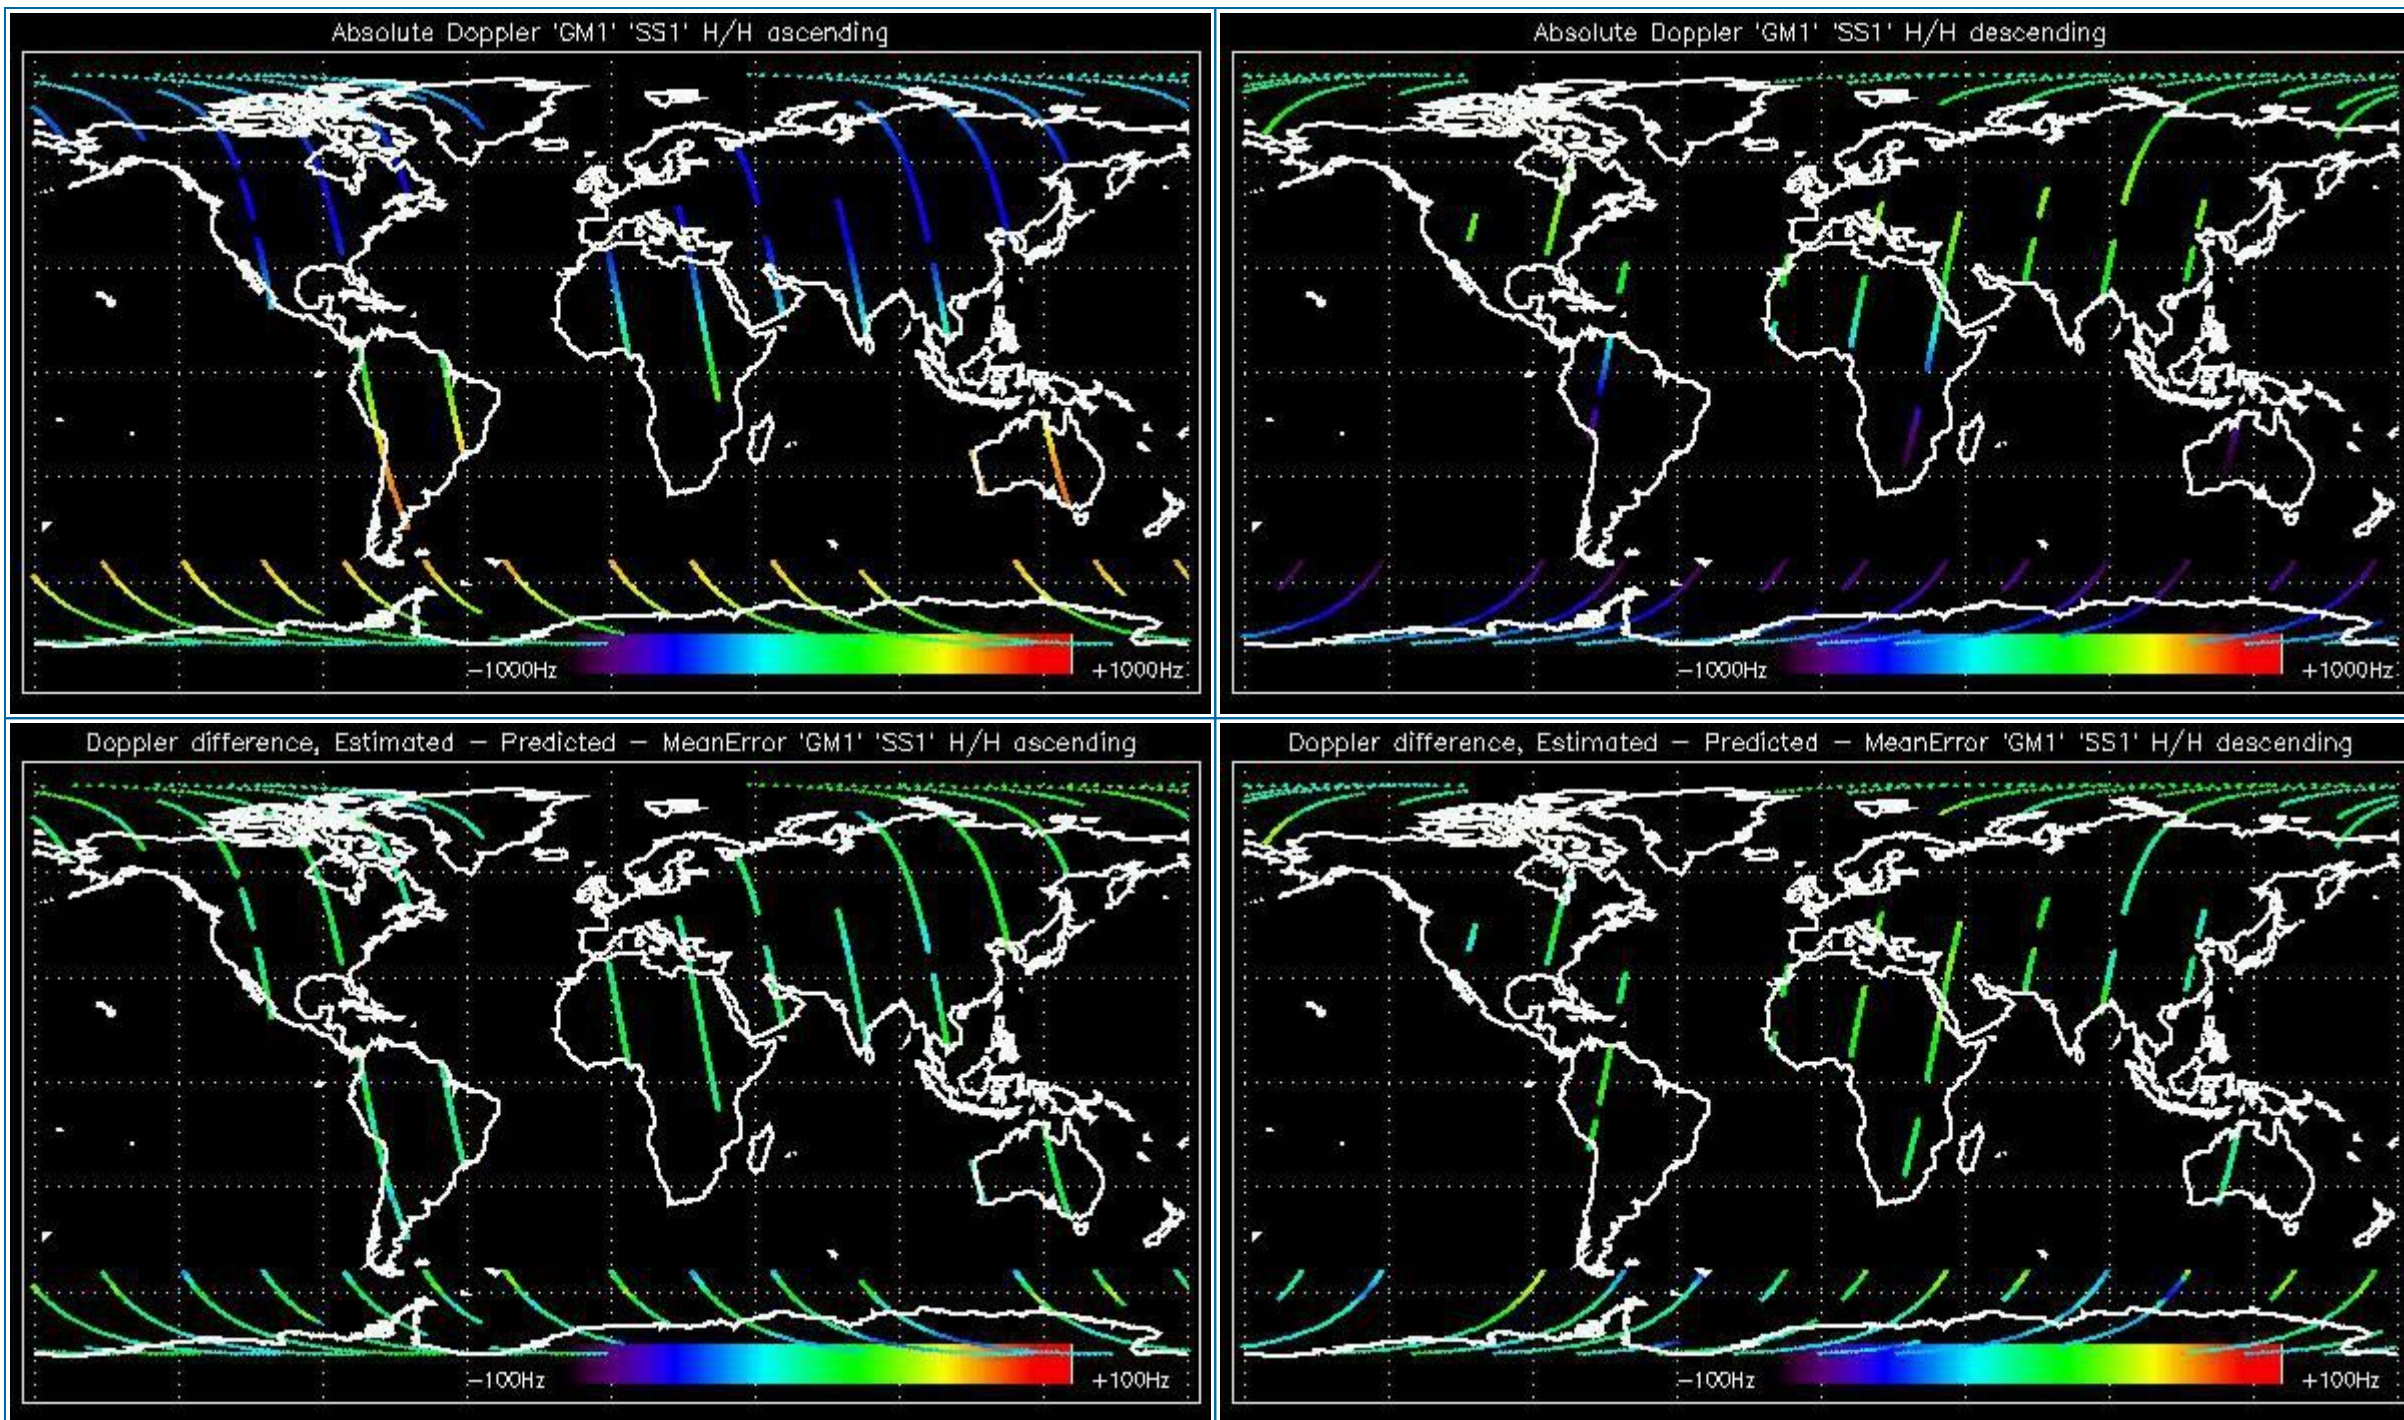 Absolute Doppler 'GM1' 'SS1' H/H ascending
−1000Hz
+1000Hz
Absolute Doppler 'GM1' 'SS1' H/H descending
−1000Hz
+1000Hz
Doppler difference, Estimated − Predicted − MeanError 'GM1' 'SS1' H/H ascending
−100Hz
+100Hz
Doppler difference, Estimated − Predicted − MeanError 'GM1' 'SS1' H/H descending
−100Hz
+100Hz